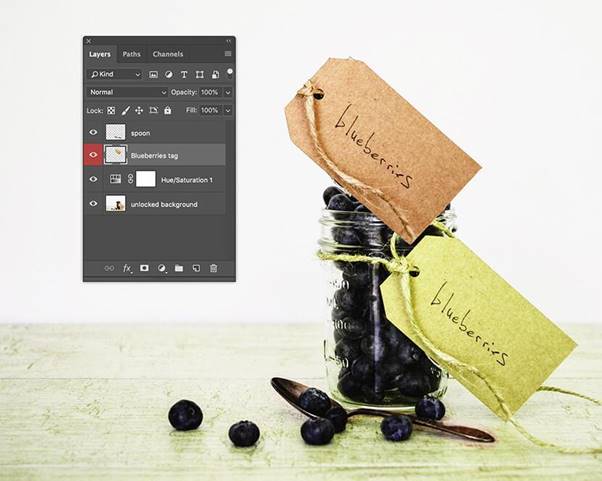 Layers Paths Channels
Kind
Normal Opacity: 100%
Lock: Fill: 100%
spoon
Blueberries tag
Hue/Saturation 1
unlocked background
blueberries
blueberries